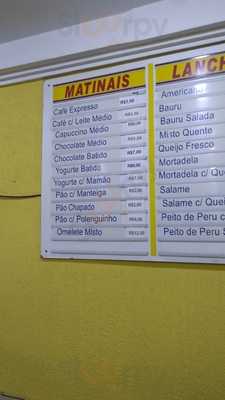 MATINAIS
Café Expresso
Café c/ Leite Médio
Capuccino Médio
Chocolate Médio
Chocolate Batido
Yogurte Batido
Yogurte c/ Mamão
Pão c/ Manteiga
Pão Chapado
Pão c/ Polenguinho
Omelete Misto
LANCH
Americano
Bauru
Bauru Salada
Misto Quente
Queijo Fresco
Mortadela
Mortadela c/ Que
Salame
Salame c/ Que
Peito de Peru c
Peito de Peru S